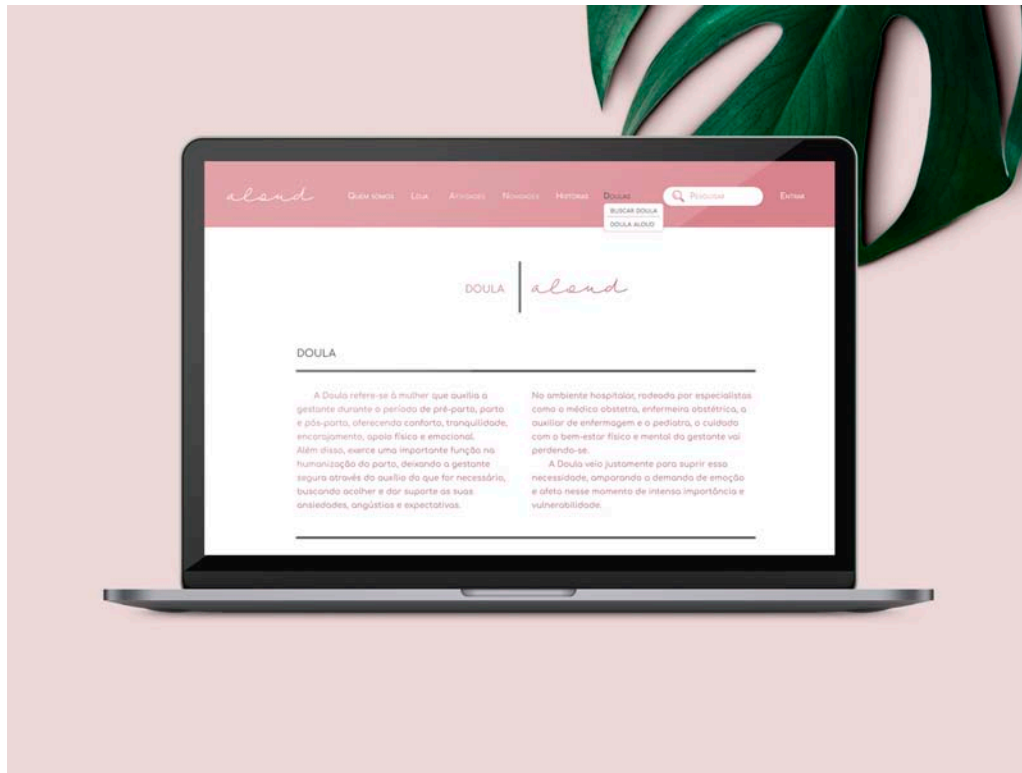 aloud
QUEM SOMOS LOJA ATIVIDADES NOVIDADES HISTÓRIAS DOULAS PESQUISAR ENTRAR
BUSCAR DOULA
DOULA ALOUD
DOULA aloud
DOULA
A Doula refere-se à mulher que auxilia a
gestante durante o período de pré-parto, parto
e pós-parto, oferecendo conforto, tranquilidade,
encorajamento, apoio físico e emocional.
Além disso, exerce uma importante função na
humanização do parto, deixando a gestante
segura através do auxílio do que for necessário,
buscando acolher e dar suporte as suas
ansiedades, angústias e expectativas.
No ambiente hospitalar, rodeada por especialistas
como o médico obstetra, enfermeira obstétrica, a
auxiliar de enfermagem e o pediatra, o cuidado
com o bem-estar físico e mental da gestante vai
perdendo-se.
A Doula veio justamente para suprir essa
necessidade, amparando a demanda de emoção
e afeto nesse momento de intensa importância e
vulnerabilidade.